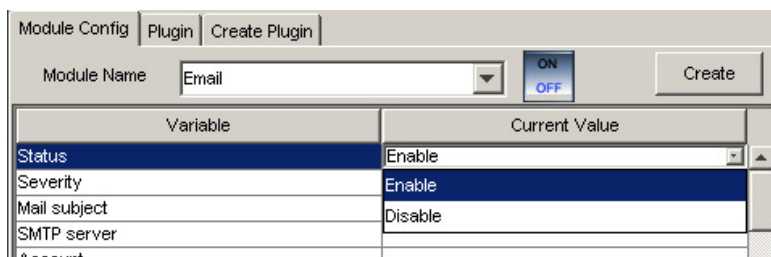 Module Config Plugin Create Plugin
Module Name Email ON OFF Create
Variable Current Value
Status Enable
Severity Enable
Mail subject Disable
SMTP server
Account